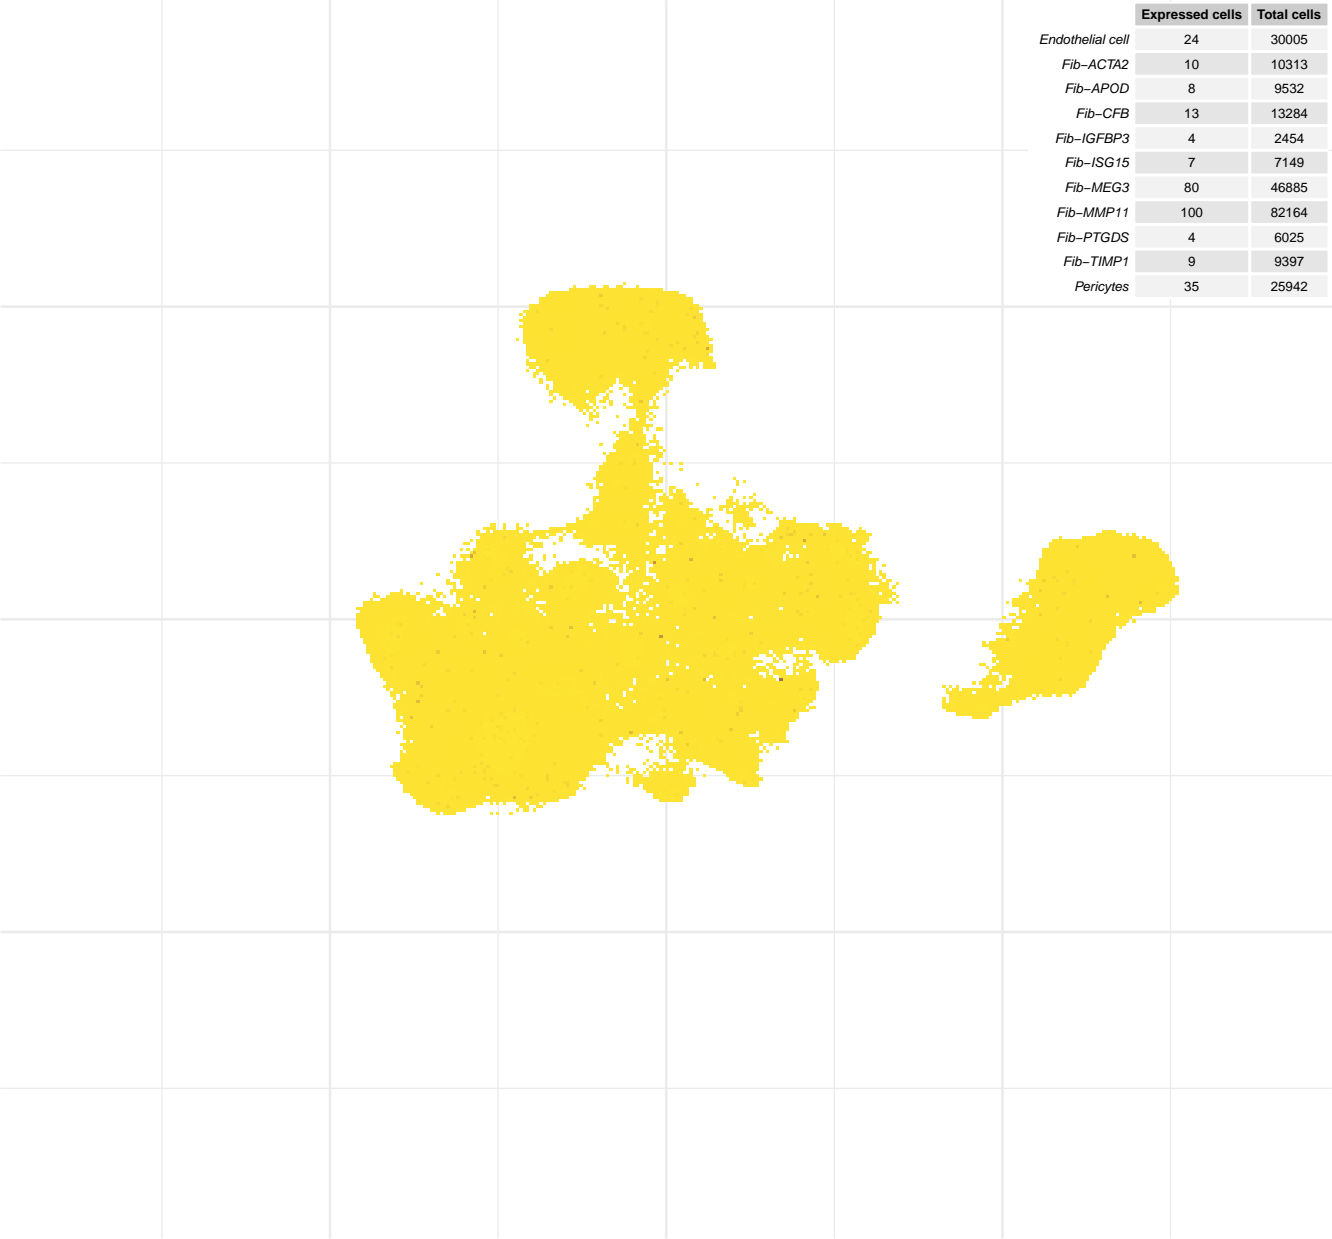 Expressed cells Total cells
Endothelial cell 24 30005
Fib−ACTA2 10 10313
Fib−APOD 8 9532
Fib−CFB 13 13284
Fib−IGFBP3 4 2454
Fib−ISG15 7 7149
Fib−MEG3 80 46885
Fib−MMP11 100 82164
Fib−PTGDS 4 6025
Fib−TIMP1 9 9397
Pericytes 35 25942